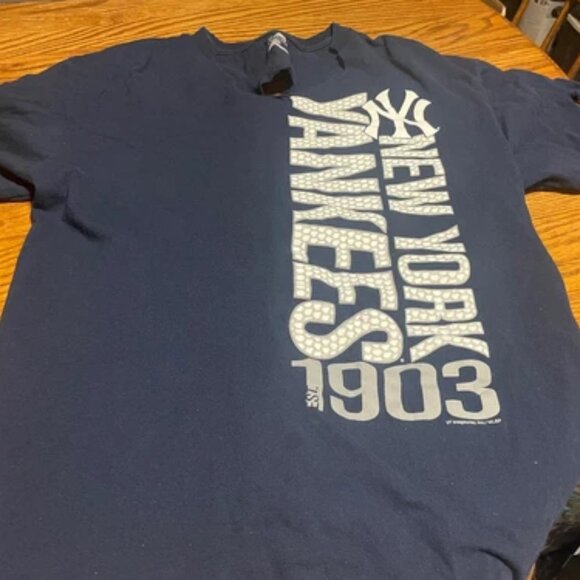 NY
NEW YORK
YANKEES
EST. 1903